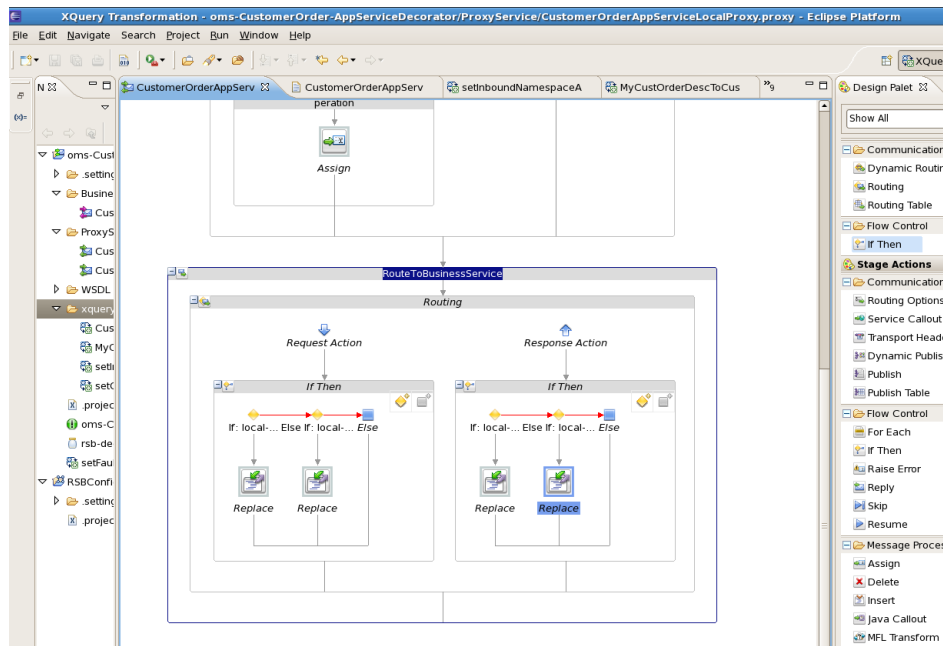 XQuery Transformation - oms-CustomerOrder-AppServiceDecorator/ProxyService/CustomerOrderAppServiceLocalProxy.proxy - Eclipse Platform
File Edit Navigate Search Project Run Window Help
XQue
N CustomerOrderAppServ CustomerOrderAppServ setInboundNamespaceA MyCustOrderDescToCus »9 Design Palet
(x)=
Show All
peration
Assign
oms-Cust
.setting
Busine
Cus
ProxyS
Cus
Cus
WSDL
xquery
Cus
MyC
setI
setC
.projec
oms-C
rsb-de
setFau
RSBConfi
.setting
.projec
RouteToBusinessService
Routing
Request Action Response Action
If Then If Then
If: local-... Else If: local-... Else If: local-... Else If: local-... Else
Replace Replace Replace Replace
Communication
Dynamic Routin
Routing
Routing Table
Flow Control
If Then
Stage Actions
Communication
Routing Options
Service Callout
Transport Heade
Dynamic Publis
Publish
Publish Table
Flow Control
For Each
If Then
Raise Error
Reply
Skip
Resume
Message Proces
Assign
Delete
Insert
Java Callout
MFL Transform